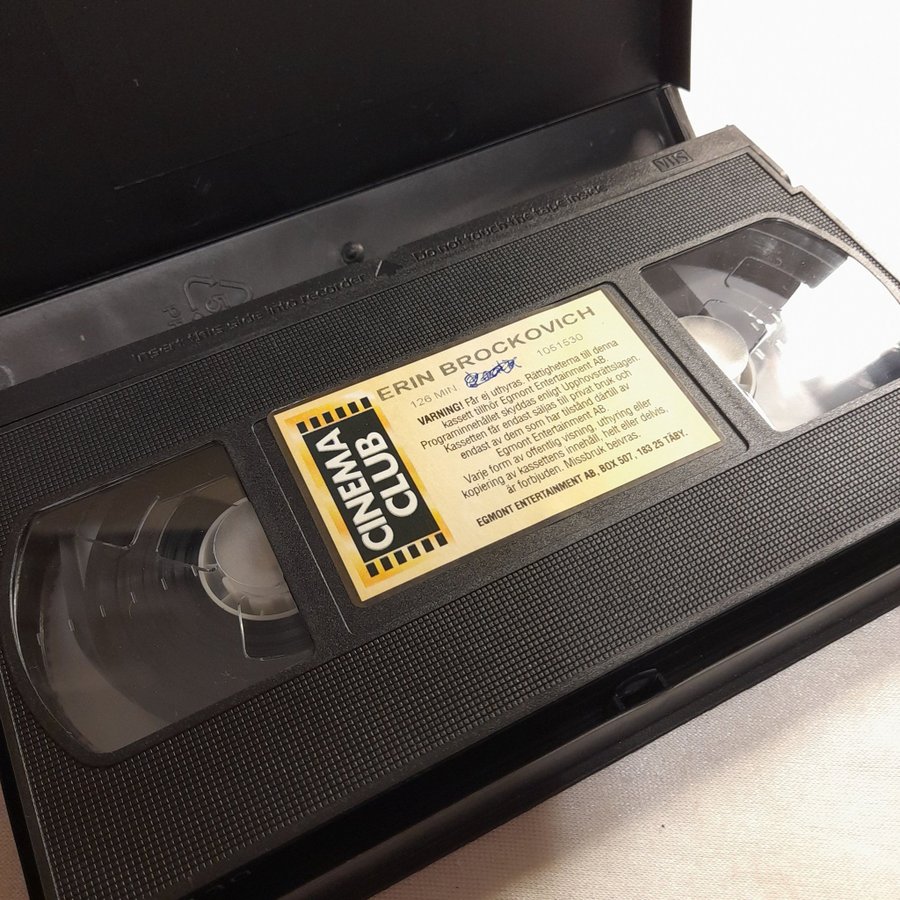 VHS
Do not touch the tape inside
Insert this side into recorder
CINEMA
CLUB
ERIN BROCKOVICH
126 MIN. 1051530
VARNING! Får ej uthyras. Rättigheterna till denna
kassett tillhör Egmont Entertainment AB.
Programinnehållet skyddas enligt Upphovsrättslagen.
Kassetten får endast säljas till privat bruk och
endast av dem som har tillstånd därtill av
Egmont Entertainment AB.
Varje form av offentlig visning, uthyring eller
kopiering av kassettens innehåll, helt eller delvis,
är förbjuden. Missbruk beivras.
EGMONT ENTERTAINMENT AB, BOX 507, 183 25 TÄBY.